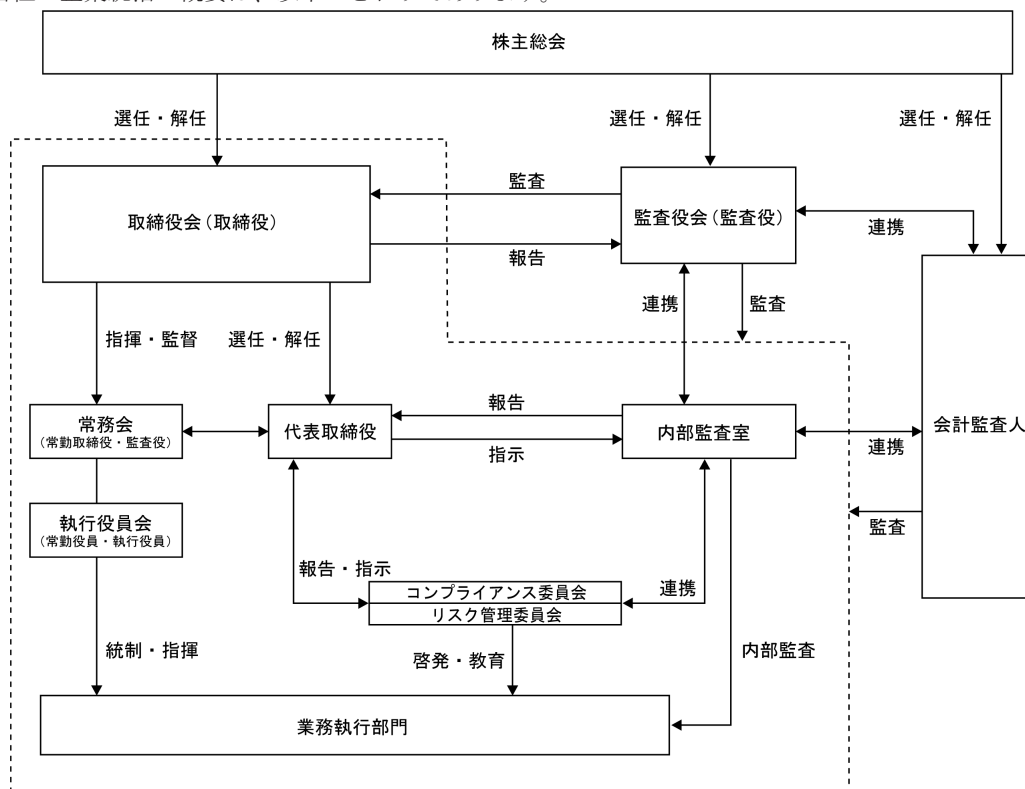 株主総会
選任・解任
選任・解任
選任・解任
取締役会(取締役)
監査
報告
監査役会(監査役)
連携
連携
監査
指揮・監督
選任・解任
常務会
(常勤取締役・監査役)
代表取締役
報告
指示
内部監査室
会計監査人
連携
監査
執行役員会
(常勤役員・執行役員)
報告・指示
コンプライアンス委員会
リスク管理委員会
連携
統制・指揮
啓発・教育
内部監査
業務執行部門